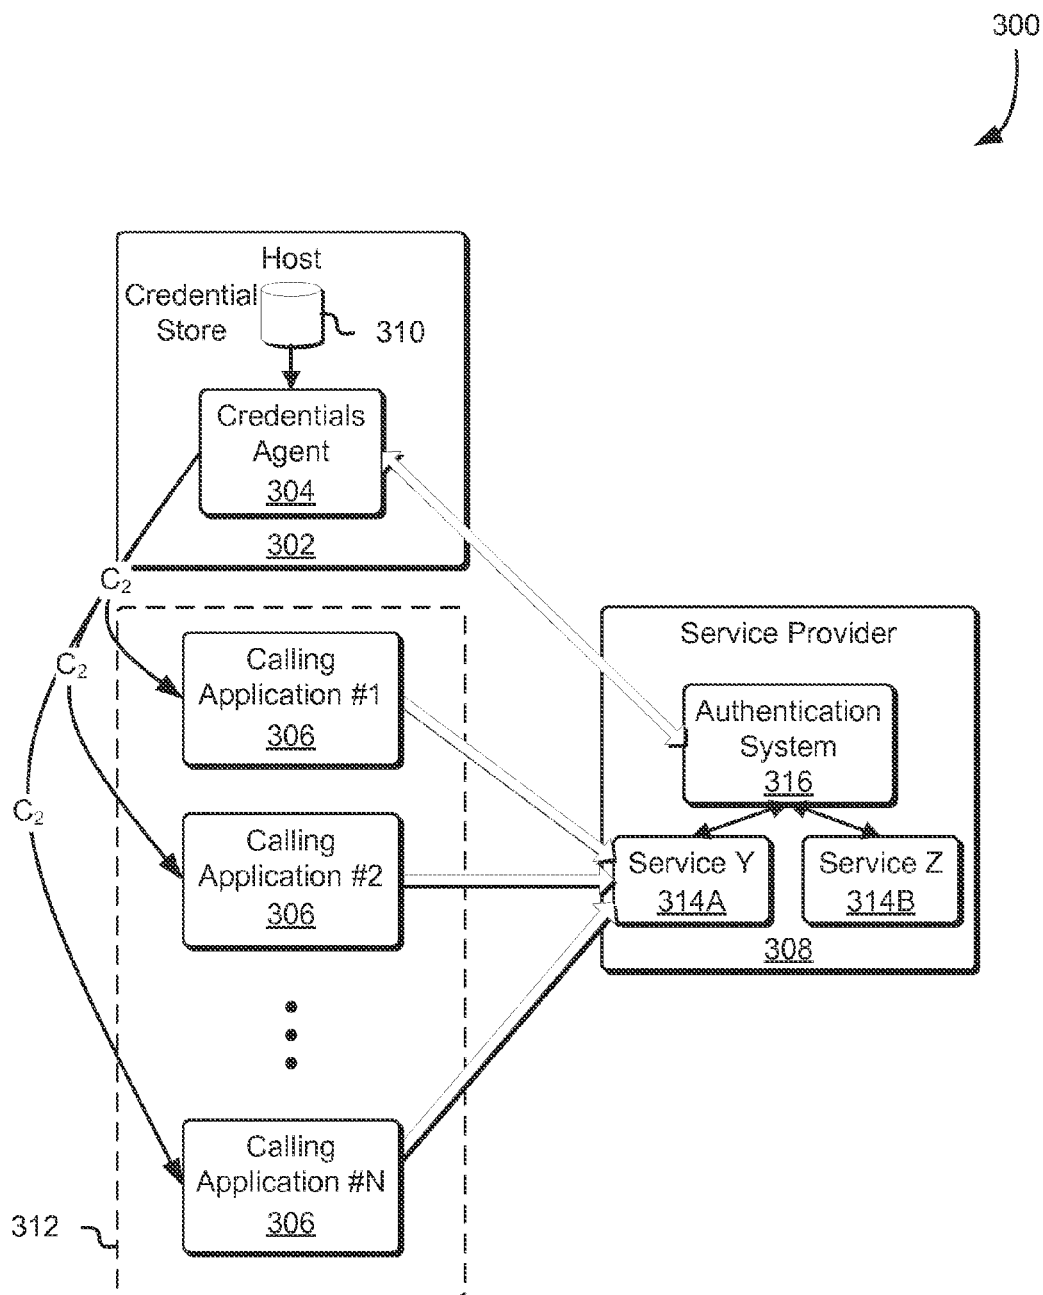 300
Host
Credential
Store
310
Credentials
Agent
304
302
C₂
C₂
C₂
Calling
Application #1
306
Calling
Application #2
306
Calling
Application #N
306
312
Service Provider
Authentication
System
316
Service Y
314A
Service Z
314B
308